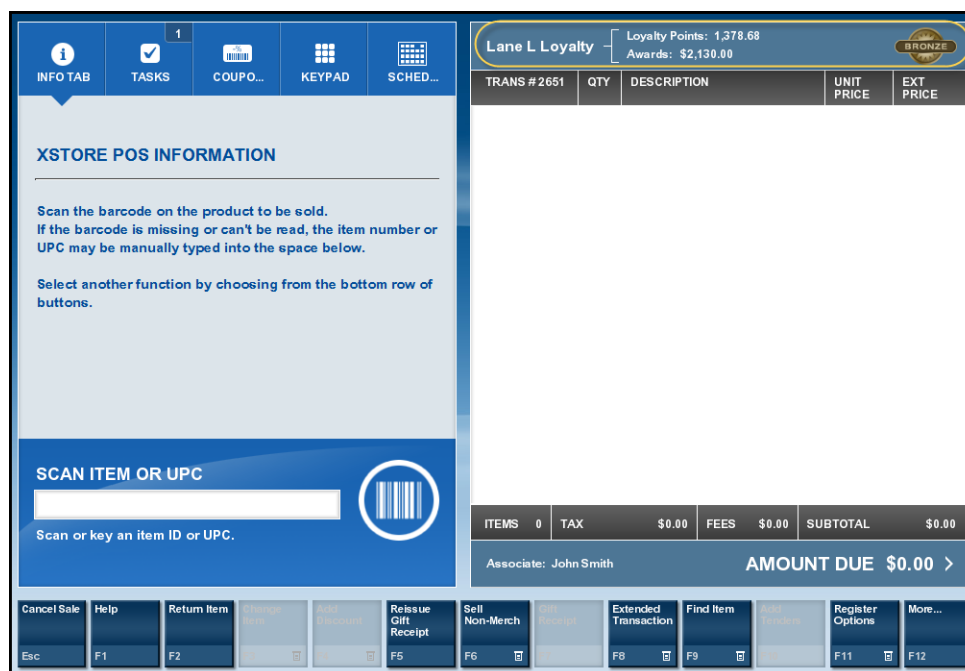 1
INFO TAB
TASKS
COUPO...
KEYPAD
SCHED...
XSTORE POS INFORMATION
Scan the barcode on the product to be sold.
If the barcode is missing or can't be read, the item number or
UPC may be manually typed into the space below.
Select another function by choosing from the bottom row of
buttons.
SCAN ITEM OR UPC
Scan or key an item ID or UPC.
Lane L Loyalty
Loyalty Points: 1,378.68
Awards: $2,130.00
BRONZE
TRANS # 2651 QTY DESCRIPTION UNIT PRICE EXT PRICE
ITEMS 0 TAX $0.00 FEES $0.00 SUBTOTAL $0.00
Associate: John Smith AMOUNT DUE $0.00 >
Cancel Sale
Esc
Help
F1
Return Item
F2
Change
Item
Add
Discount
Reissue
Gift
Receipt
F5
Sell
Non-Merch
F6
Gift
Receipt
Extended
Transaction
F8
Find Item
F9
Add
Tenders
Register
Options
F11
More...
F12